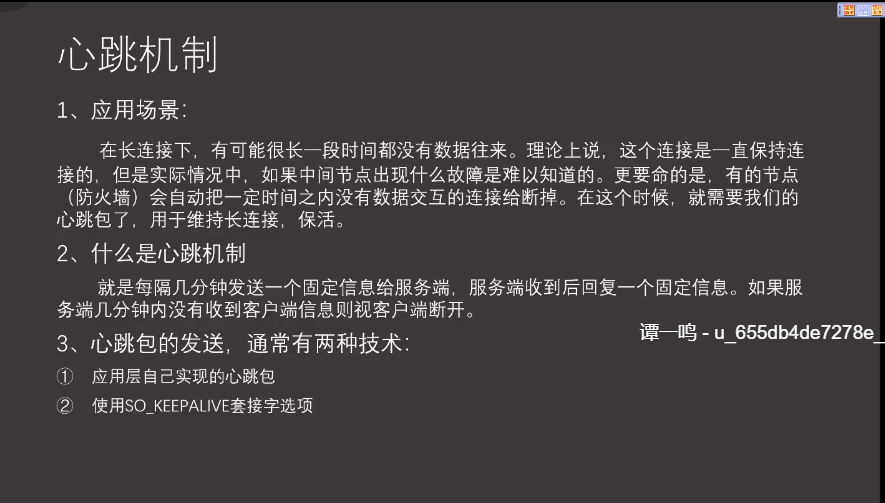 心跳机制
1、应用场景：
在长连接下，有可能很长一段时间都没有数据往来。理论上说，这个连接是一直保持连
接的，但是实际情况中，如果中间节点出现什么故障是难以知道的。更要命的是，有的节点
（防火墙）会自动把一定时间之内没有数据交互的连接给断掉。在这个时候，就需要我们的
心跳包了，用于维持长连接，保活。
2、什么是心跳机制
就是每隔几分钟发送一个固定信息给服务端，服务端收到后回复一个固定信息。如果服
务端几分钟内没有收到客户端信息则视客户端断开。
谭一鸣 - u_655db4de7278e_
3、心跳包的发送，通常有两种技术：
① 应用层自己实现的心跳包
② 使用SO_KEEPALIVE套接字选项